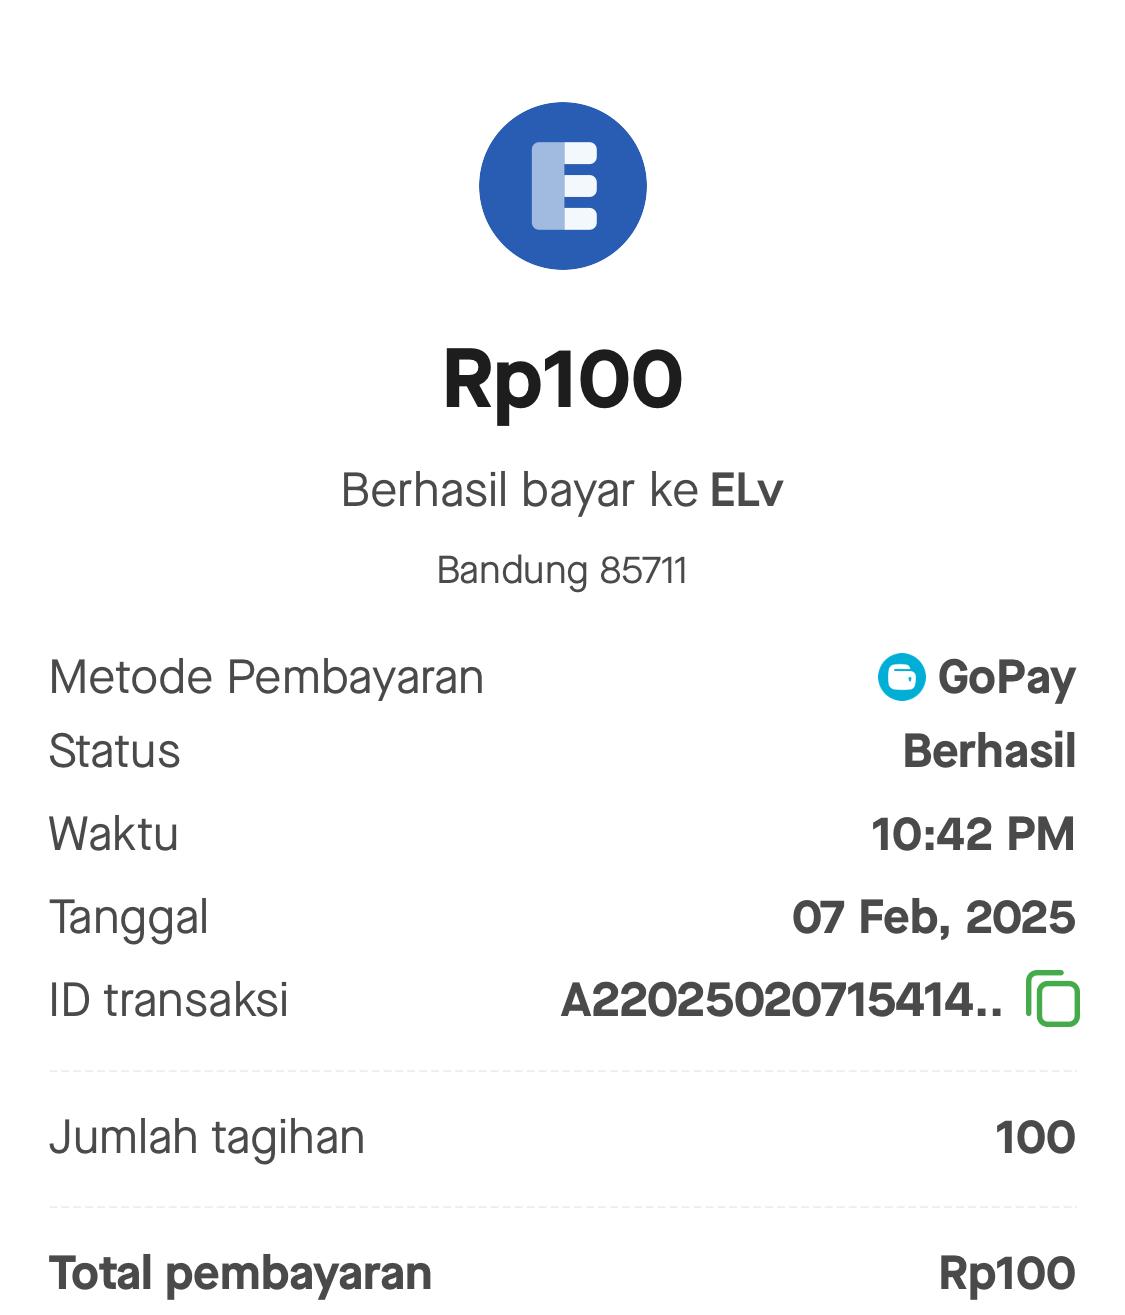 E
Rp100
Berhasil bayar ke ELv
Bandung 85711
Metode Pembayaran GoPay
Status Berhasil
Waktu 10:42 PM
Tanggal 07 Feb, 2025
ID transaksi A22025020715414..
Jumlah tagihan 100
Total pembayaran Rp100